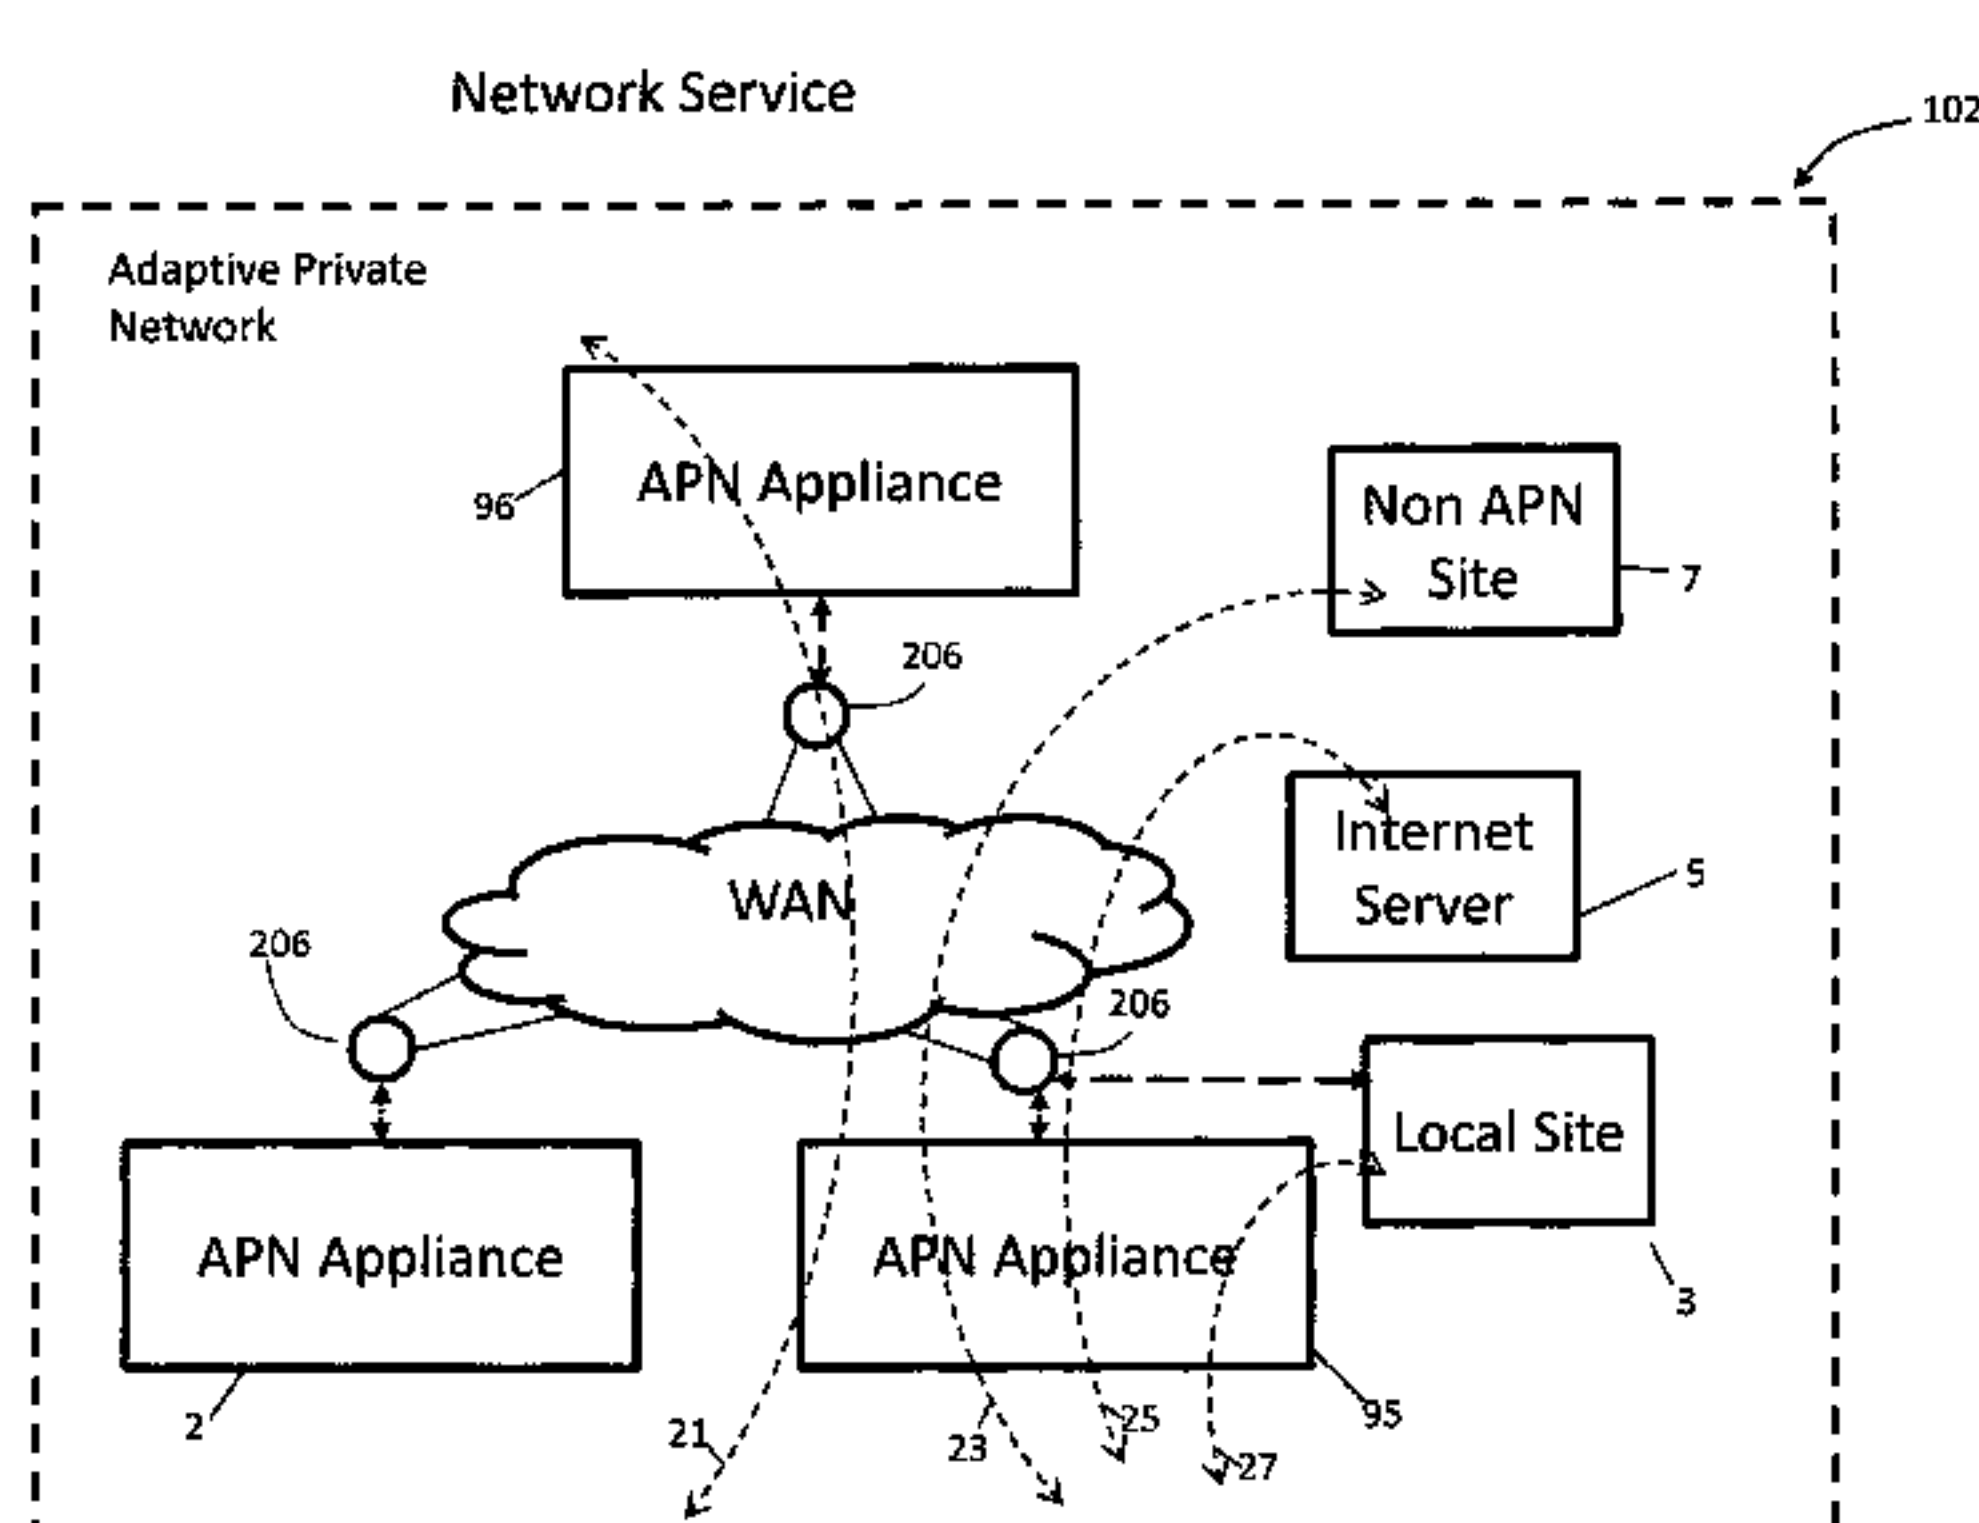 Network Service
102
Adaptive Private
Network
APN Appliance
96
Non APN
Site
7
206
Internet
Server
5
WAN
206
206
Local Site
3
APN Appliance
2
APN Appliance
95
21
23
25
27